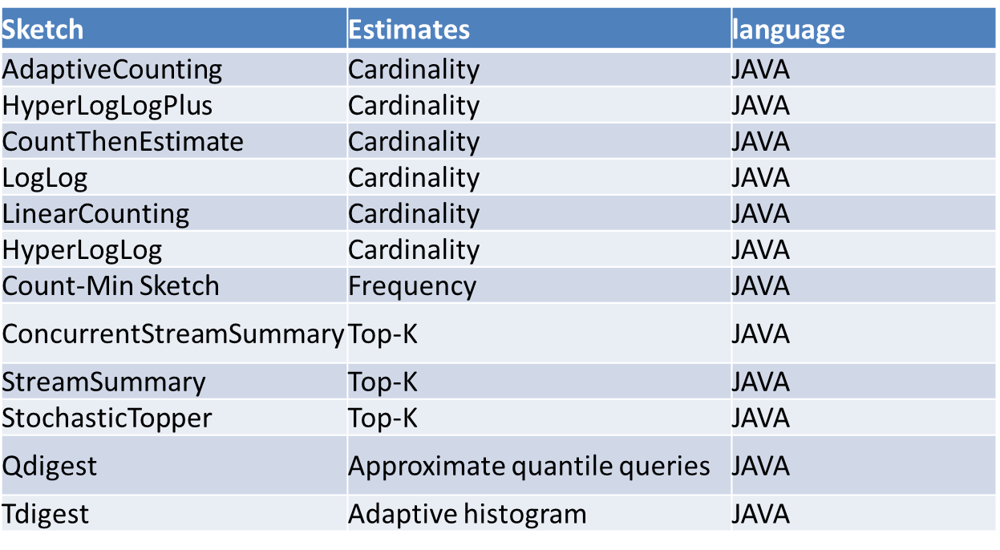 Sketch Estimates language
AdaptiveCounting Cardinality JAVA
HyperLogLogPlus Cardinality JAVA
CountThenEstimate Cardinality JAVA
LogLog Cardinality JAVA
LinearCounting Cardinality JAVA
HyperLogLog Cardinality JAVA
Count-Min Sketch Frequency JAVA
ConcurrentStreamSummary Top-K JAVA
StreamSummary Top-K JAVA
StochasticTopper Top-K JAVA
Qdigest Approximate quantile queries JAVA
Tdigest Adaptive histogram JAVA